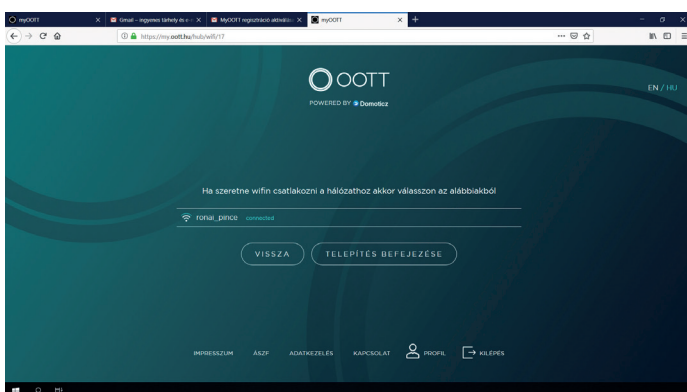 myOOTT
Gmail – ingyenes tárhely és e-
MyOOTT regisztráció aktiválás
myOOTT
https://my.oott.hu/hub/wifi/17
OOTT
POWERED BY Domoticz
EN / HU
Ha szeretne wifin csatlakozni a hálózathoz akkor válasszon az alábbiakból
ronai_pince connected
VISSZA TELEPÍTÉS BEFEJEZÉSE
IMPRESSZUM ÁSZF ADATKEZELÉS KAPCSOLAT PROFIL KILÉPÉS